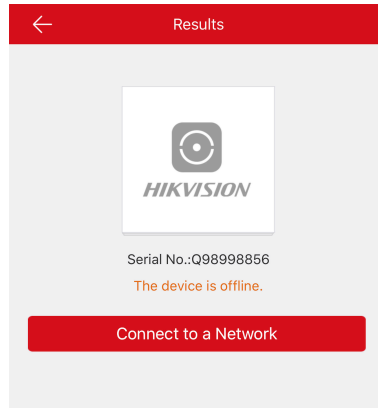 Results
HIKVISION
Serial No.:Q98998856
The device is offline.
Connect to a Network